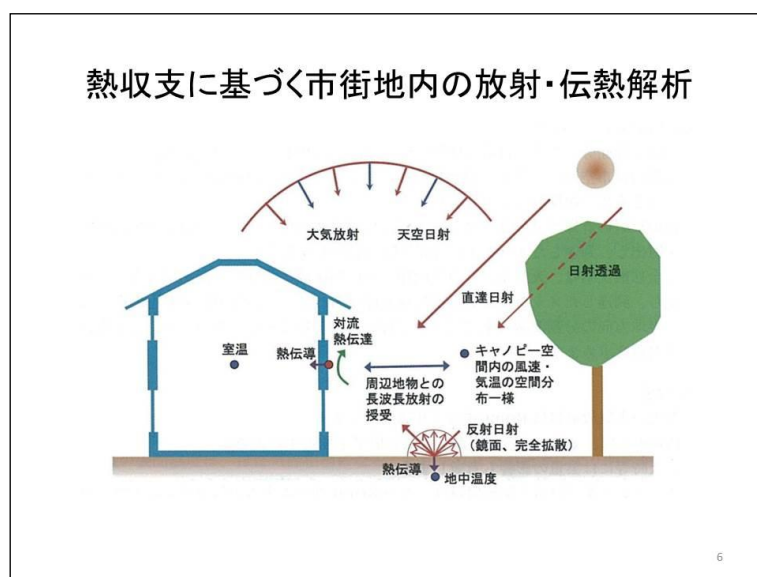 熱収支に基づく市街地内の放射・伝熱解析
大気放射
天空日射
日射透過
直達日射
対流
熱伝達
室温
熱伝導
キャノピー空
間内の風速・
気温の空間分
布一様
周辺地物との
長波長放射の
授受
反射日射
(鏡面、完全拡散)
熱伝導
地中温度
6